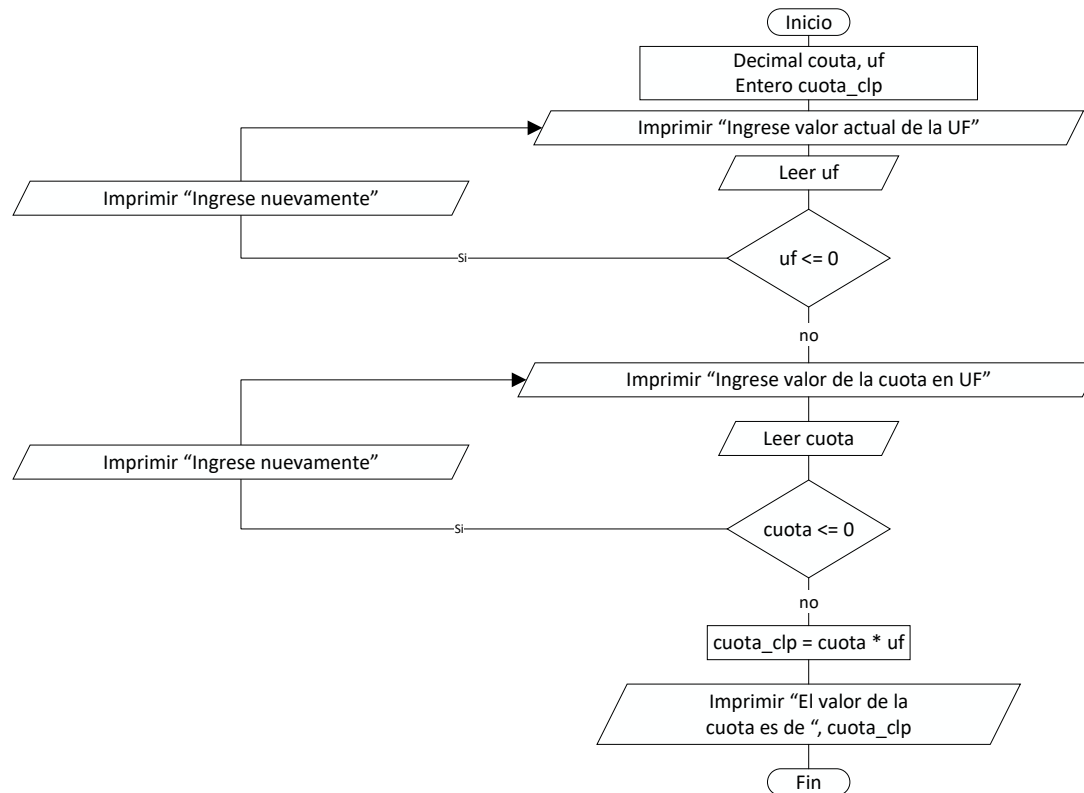 Inicio
Decimal couta, uf
Entero cuota_clp
Imprimir “Ingrese valor actual de la UF”
Leer uf
Imprimir “Ingrese nuevamente”
Si
uf <= 0
no
Imprimir “Ingrese valor de la cuota en UF”
Leer cuota
Imprimir “Ingrese nuevamente”
Si
cuota <= 0
no
cuota_clp = cuota * uf
Imprimir “El valor de la
cuota es de “, cuota_clp
Fin